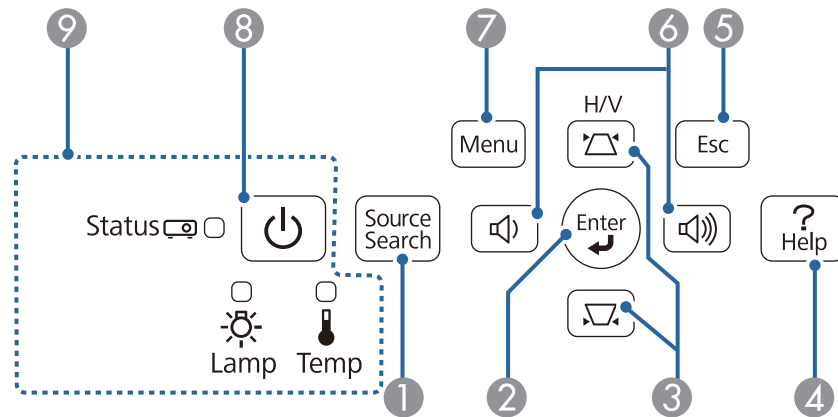 9
8
7
6
5
H/V
Menu
Esc
Status
Source
Search
Enter
?
Help
Lamp
Temp
1
2
3
4